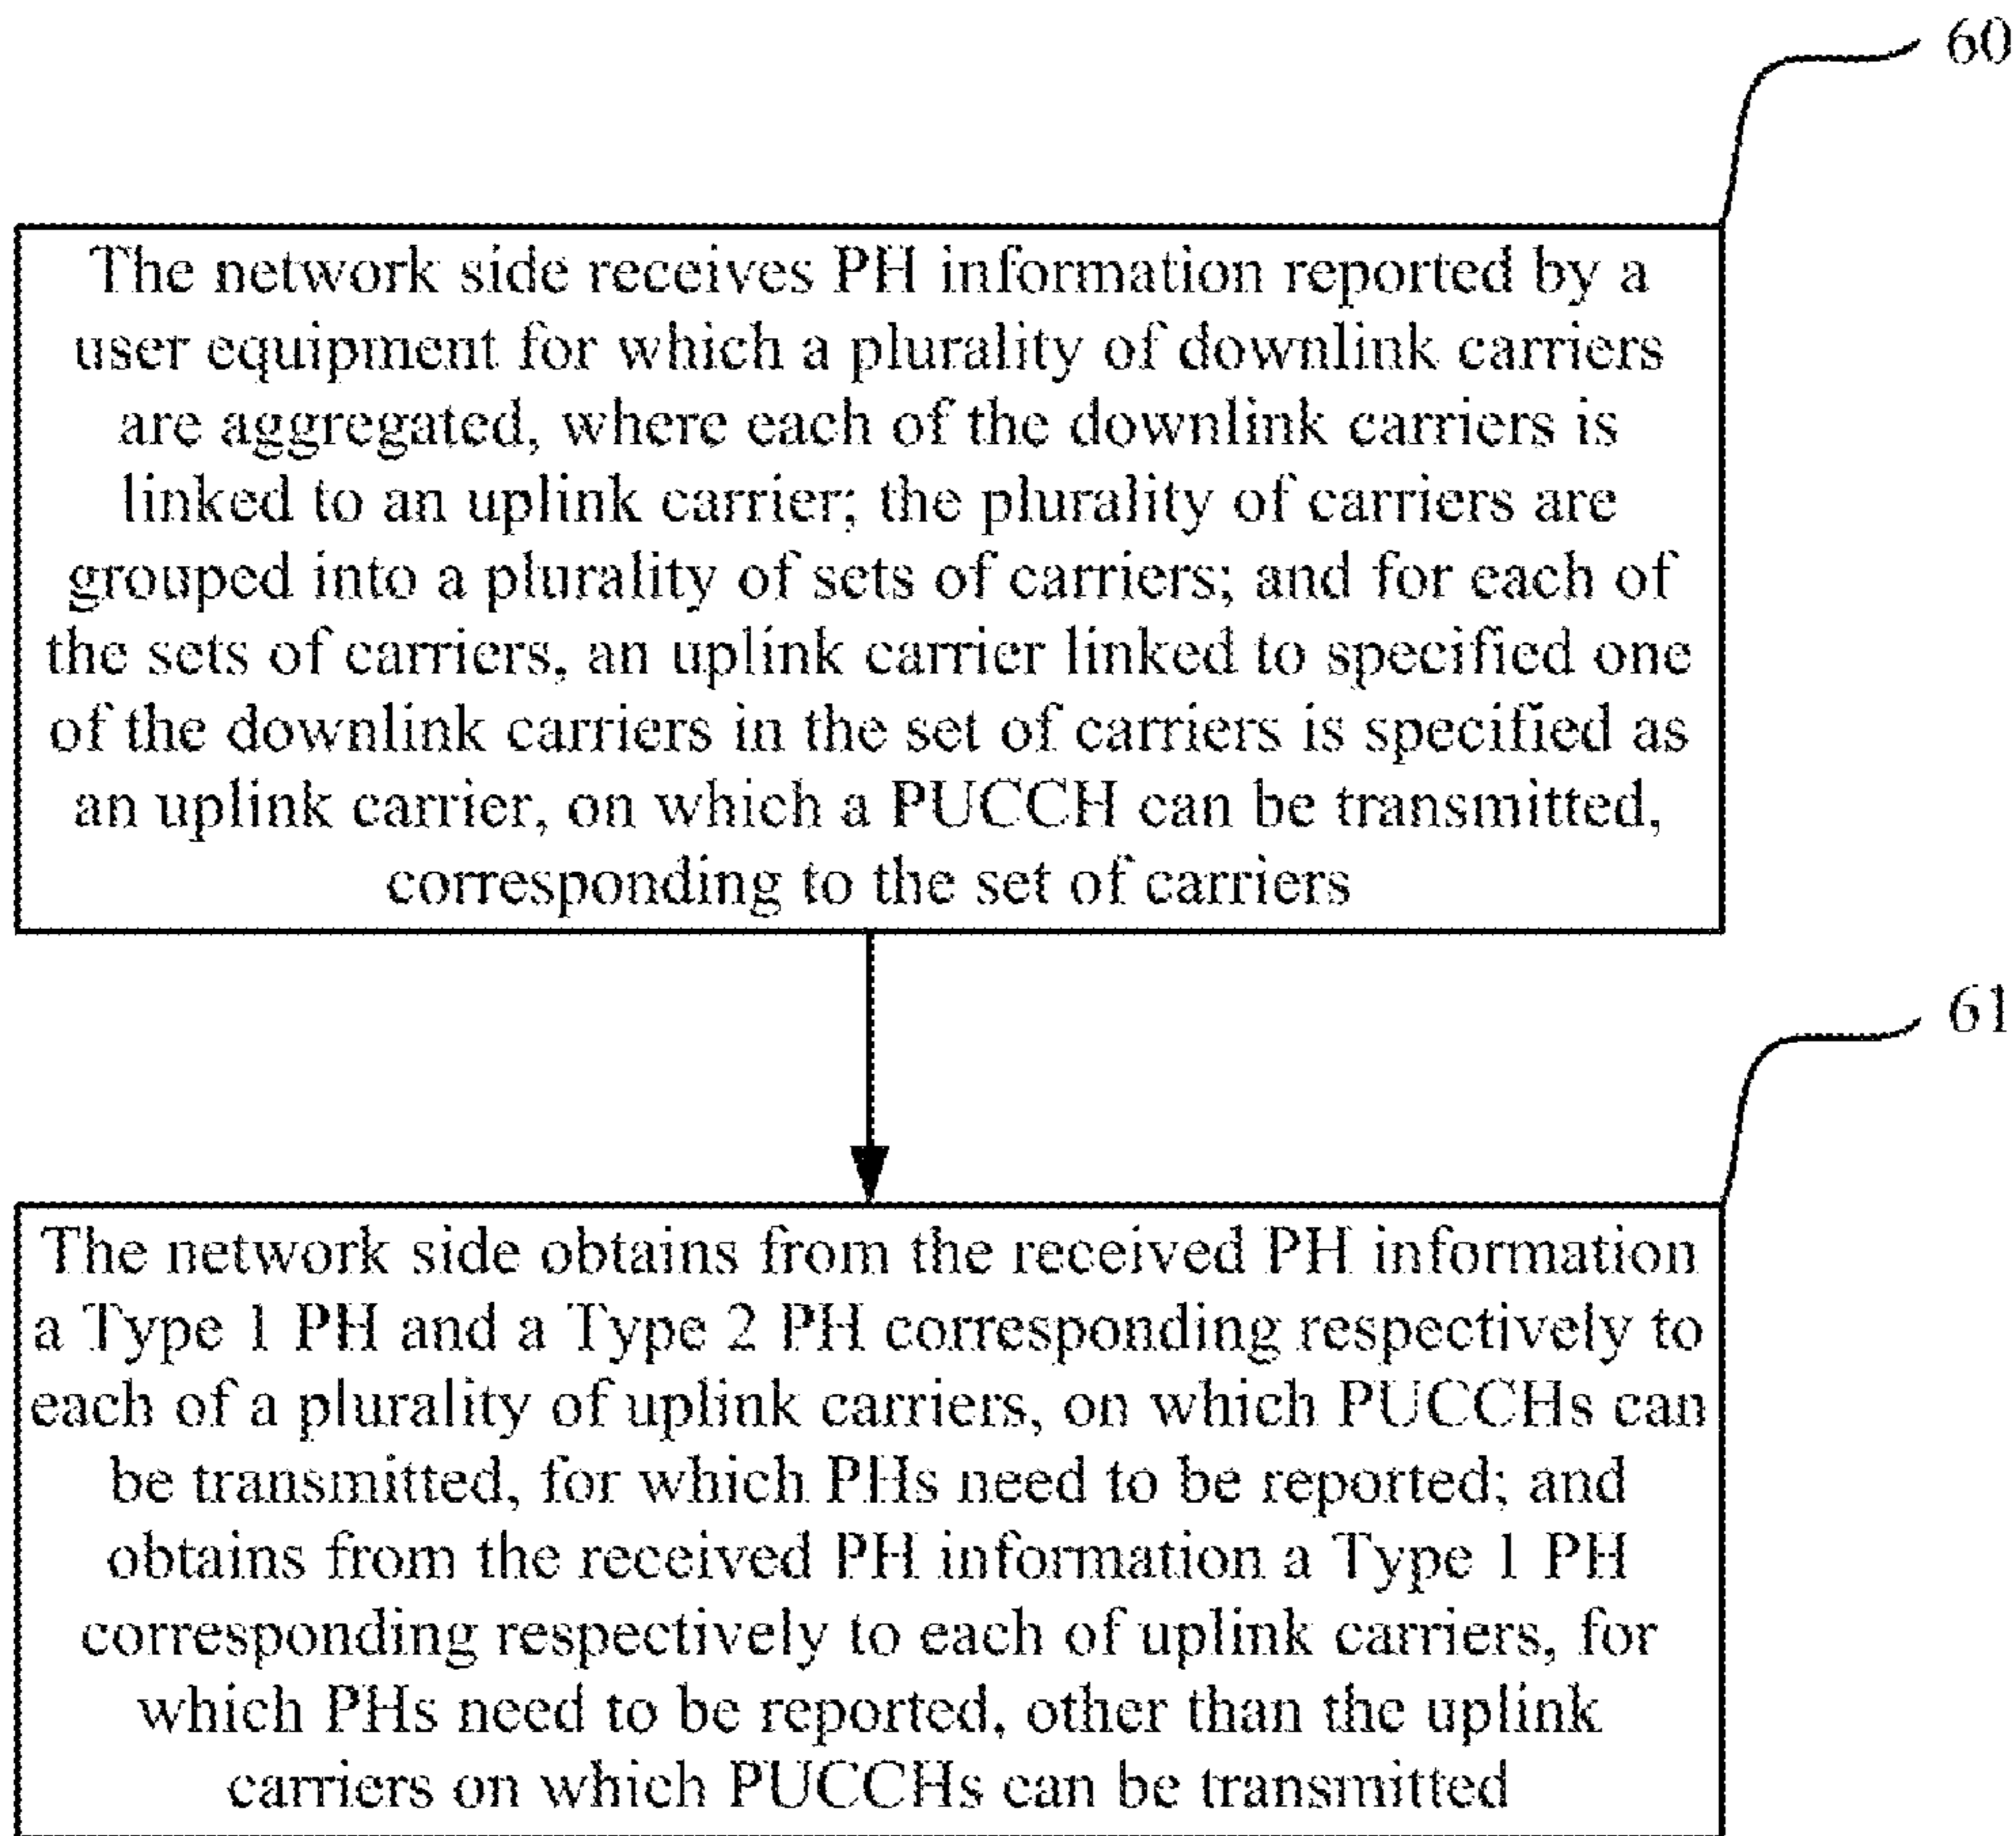 60
The network side receives PH information reported by a
user equipment for which a plurality of downlink carriers
are aggregated, where each of the downlink carriers is
linked to an uplink carrier; the plurality of carriers are
grouped into a plurality of sets of carriers; and for each of
the sets of carriers, an uplink carrier linked to specified one
of the downlink carriers in the set of carriers is specified as
an uplink carrier, on which a PUCCH can be transmitted,
corresponding to the set of carriers
61
The network side obtains from the received PH information
a Type 1 PH and a Type 2 PH corresponding respectively to
each of a plurality of uplink carriers, on which PUCCHs can
be transmitted, for which PHs need to be reported; and
obtains from the received PH information a Type 1 PH
corresponding respectively to each of uplink carriers, for
which PHs need to be reported, other than the uplink
carriers on which PUCCHs can be transmitted